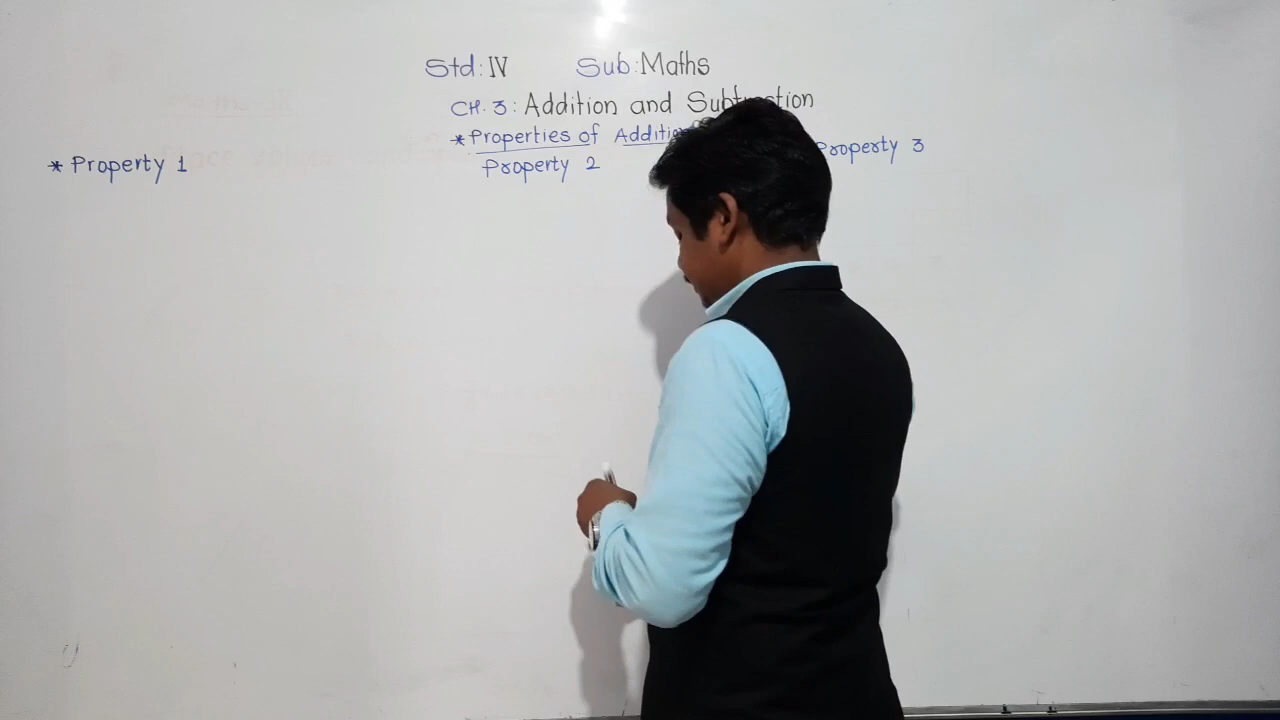 Std: IV Sub: Maths
CH. 3: Addition and Subtraction
* Properties of Addition
* Property 1 Property 2 Property 3